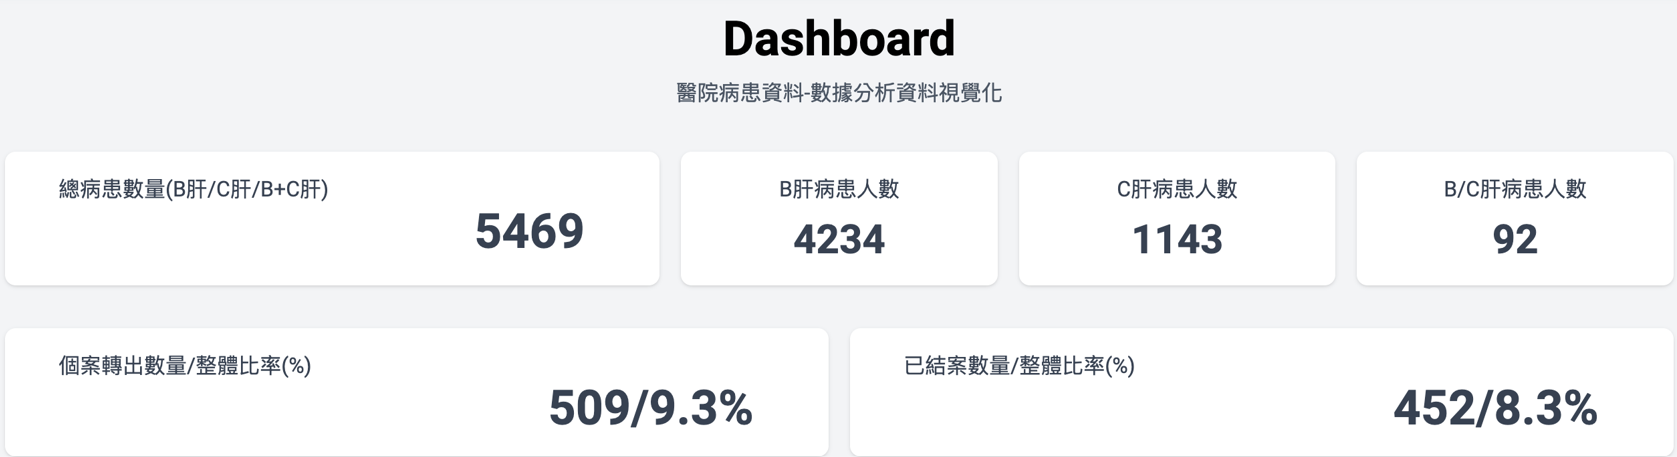 Dashboard
醫院病患資料-數據分析資料視覺化
總病患數量(B肝/C肝/B+C肝)
5469
B肝病患人數
4234
C肝病患人數
1143
B/C肝病患人數
92
個案轉出數量/整體比率(%)
509/9.3%
已結案數量/整體比率(%)
452/8.3%